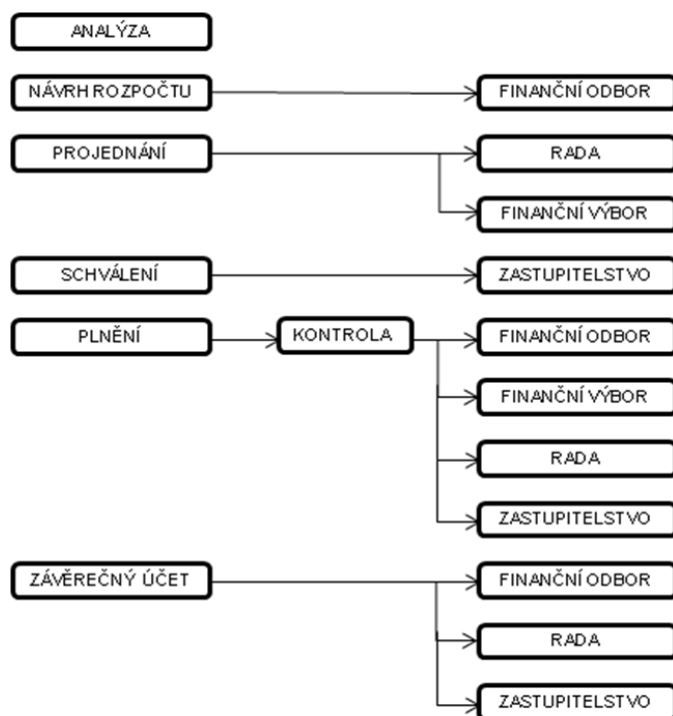 ANALÝZA
NÁVRH ROZPOČTU
FINANČNÍ ODBOR
PROJEDNÁNÍ
RADA
FINANČNÍ VÝBOR
SCHVÁLENÍ
ZASTUPITELSTVO
PLNĚNÍ
KONTROLA
FINANČNÍ ODBOR
FINANČNÍ VÝBOR
RADA
ZASTUPITELSTVO
ZÁVĚREČNÝ ÚČET
FINANČNÍ ODBOR
RADA
ZASTUPITELSTVO